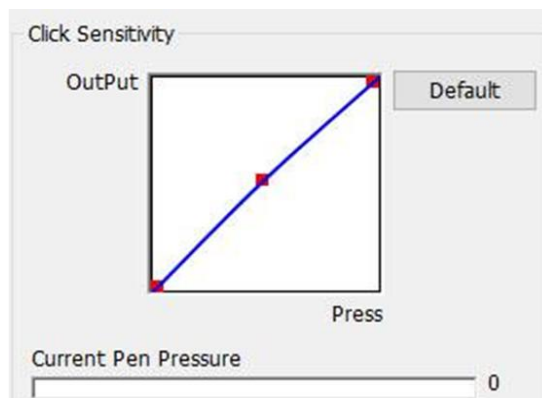 Click Sensitivity
OutPut
Default
Press
Current Pen Pressure
0